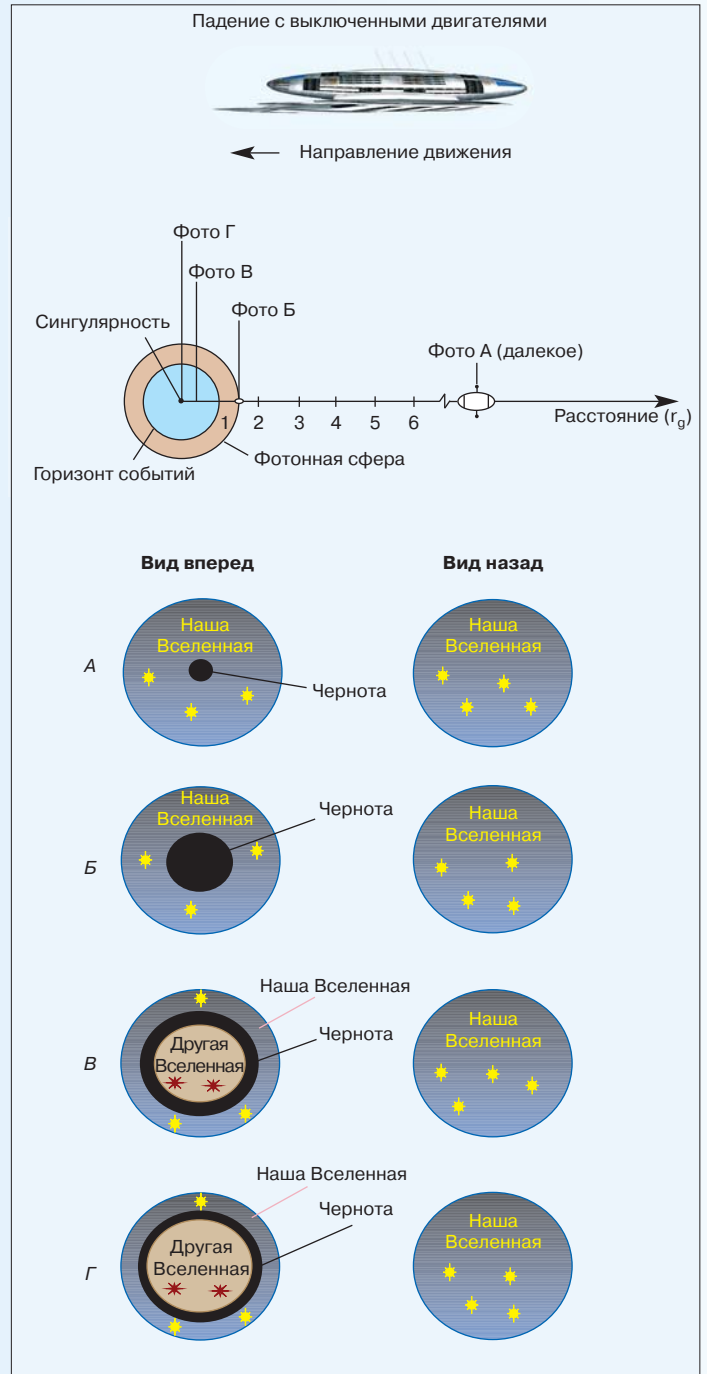 Падение с выключенными двигателями
Направление движения
Фото Г
Фото В
Фото Б
Сингулярность
Фото А (далекое)
1 2 3 4 5 6
Расстояние (rg)
Фотонная сфера
Горизонт событий
Вид вперед
Вид назад
А
Наша
Вселенная
Чернота
Наша
Вселенная
Б
Наша
Вселенная
Чернота
Наша
Вселенная
В
Наша Вселенная
Чернота
Другая
Вселенная
Наша
Вселенная
Г
Наша Вселенная
Чернота
Другая
Вселенная
Наша
Вселенная